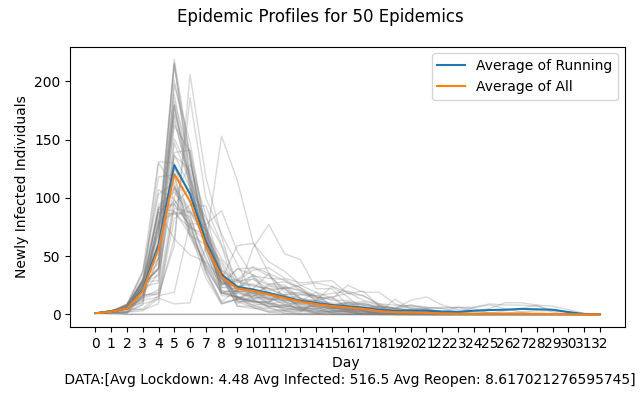 Epidemic Profiles for 50 Epidemics
Average of Running
Average of All
200
150
100
50
0
Newly Infected Individuals
0 1 2 3 4 5 6 7 8 9 10 11 12 13 14 15 16 17 18 19 20 21 22 23 24 25 26 27 28 29 30 31 32
Day
DATA:[Avg Lockdown: 4.48 Avg Infected: 516.5 Avg Reopen: 8.617021276595745]